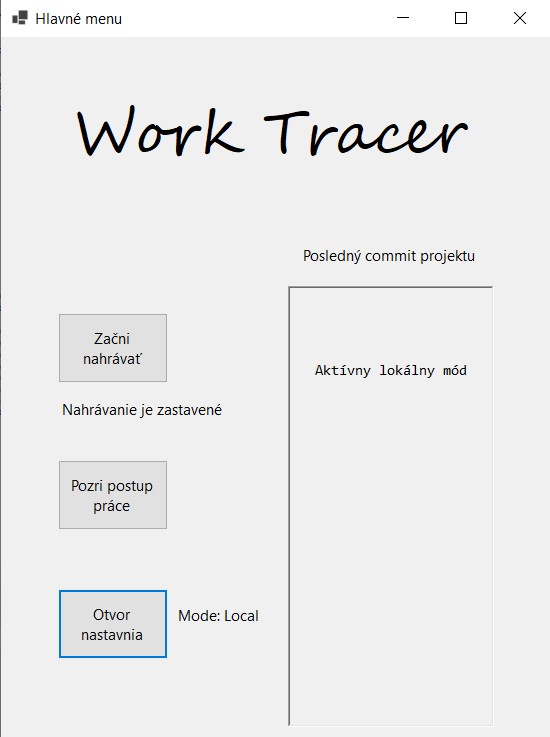 Hlavné menu
Work Tracer
Posledný commit projektu
Začni
nahrávať
Aktívny lokálny mód
Nahrávanie je zastavené
Pozri postup
práce
Otvor
nastavnia
Mode: Local